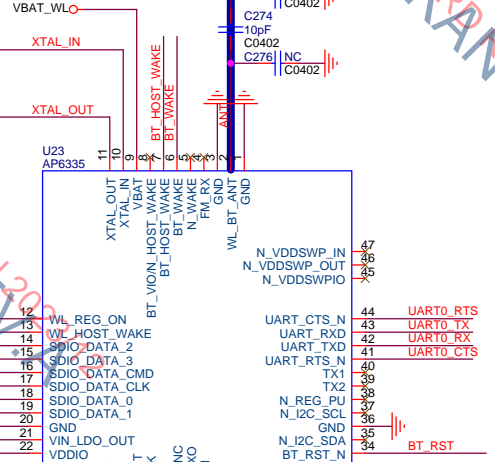 VBAT_WL
C0402
C274
10pF
C0402
C276 NC
C0402
XTAL_IN
XTAL_OUT
BT_HOST_WAKE
BT_WAKE
ANT
U23
AP6335
11
10
9
8
7
6
5
4
3
2
1
XTAL_OUT
XTAL_IN
VBAT
BT_VIO/N_HOST_WAKE
BT_HOST_WAKE
BT_WAKE
N_WAKE
FM_RX
GND
WL_BT_ANT
GND
N_VDDSWP_IN 47
N_VDDSWP_OUT 46
N_VDDSWPIO 45
12 WL_REG_ON
13 WL_HOST_WAKE
14 SDIO_DATA_2
15 SDIO_DATA_3
16 SDIO_DATA_CMD
17 SDIO_DATA_CLK
18 SDIO_DATA_0
19 SDIO_DATA_1
20 GND
21 VIN_LDO_OUT
22 VDDIO
UART_CTS_N 44 UART0_RTS
UART_RXD 43 UART0_TX
UART_TXD 42 UART0_RX
UART_RTS_N 41 UART0_CTS
TX1 40
TX2 39
N_REG_PU 38
N_I2C_SCL 37
GND 36
N_I2C_SDA 35
BT_RST_N 34 BT_RST
NC